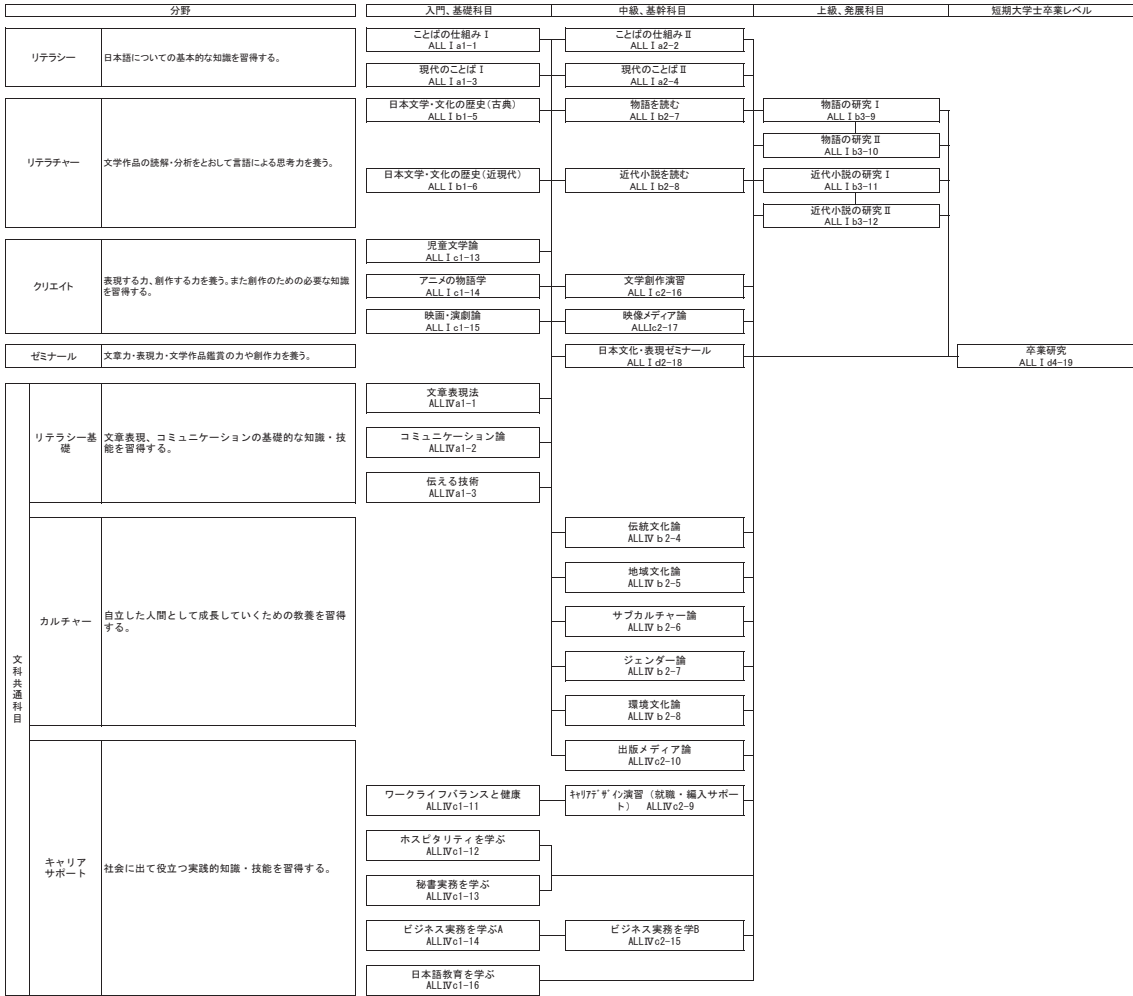 分野
入門、基礎科目
中級、基幹科目
上級、発展科目
短期大学士卒業レベル
リテラシー
日本語についての基本的な知識を習得する。
ことばの仕組みⅠ
ALLⅠa1-1
ことばの仕組みⅡ
ALLⅠa2-2
現代のことばⅠ
ALLⅠa1-3
現代のことばⅡ
ALLⅠa2-4
リテラチャー
文学作品の読解・分析をとおして言語による思考力を養う。
日本文学・文化の歴史(古典)
ALLⅠb1-5
物語を読む
ALLⅠb2-7
物語の研究Ⅰ
ALLⅠb3-9
物語の研究Ⅱ
ALLⅠb3-10
日本文学・文化の歴史(近現代)
ALLⅠb1-6
近代小説を読む
ALLⅠb2-8
近代小説の研究Ⅰ
ALLⅠb3-11
近代小説の研究Ⅱ
ALLⅠb3-12
クリエイト
表現する力、創作する力を養う。また創作のための必要な知識
を習得する。
児童文学論
ALLⅠc1-13
アニメの物語学
ALLⅠc1-14
文学創作演習
ALLⅠc2-16
映画・演劇論
ALLⅠc1-15
映像メディア論
ALLIc2-17
ゼミナール
文章力・表現力・文学作品鑑賞の力や創作力を養う。
日本文化・表現ゼミナール
ALLⅠd2-18
卒業研究
ALLⅠd4-19
文科共通科目
リテラシー基
礎
文章表現、コミュニケーションの基礎的な知識・技
能を習得する。
文章表現法
ALLⅣa1-1
コミュニケーション論
ALLⅣa1-2
伝える技術
ALLⅣa1-3
カルチャー
自立した人間として成長していくための教養を習得
する。
伝統文化論
ALLⅣｂ2-4
地域文化論
ALLⅣｂ2-5
サブカルチャー論
ALLⅣｂ2-6
ジェンダー論
ALLⅣｂ2-7
環境文化論
ALLⅣｂ2-8
出版メディア論
ALLⅣc2-10
キャリア
サポート
社会に出て役立つ実践的知識・技能を習得する。
ワークライフバランスと健康
ALLⅣc1-11
ｷｬﾘｱﾃﾞｻﾞｲﾝ演習（就職・編入サポー
ト） ALLⅣc2-9
ホスピタリティを学ぶ
ALLⅣc1-12
秘書実務を学ぶ
ALLⅣc1-13
ビジネス実務を学ぶA
ALLⅣc1-14
ビジネス実務を学B
ALLⅣc2-15
日本語教育を学ぶ
ALLⅣc1-16